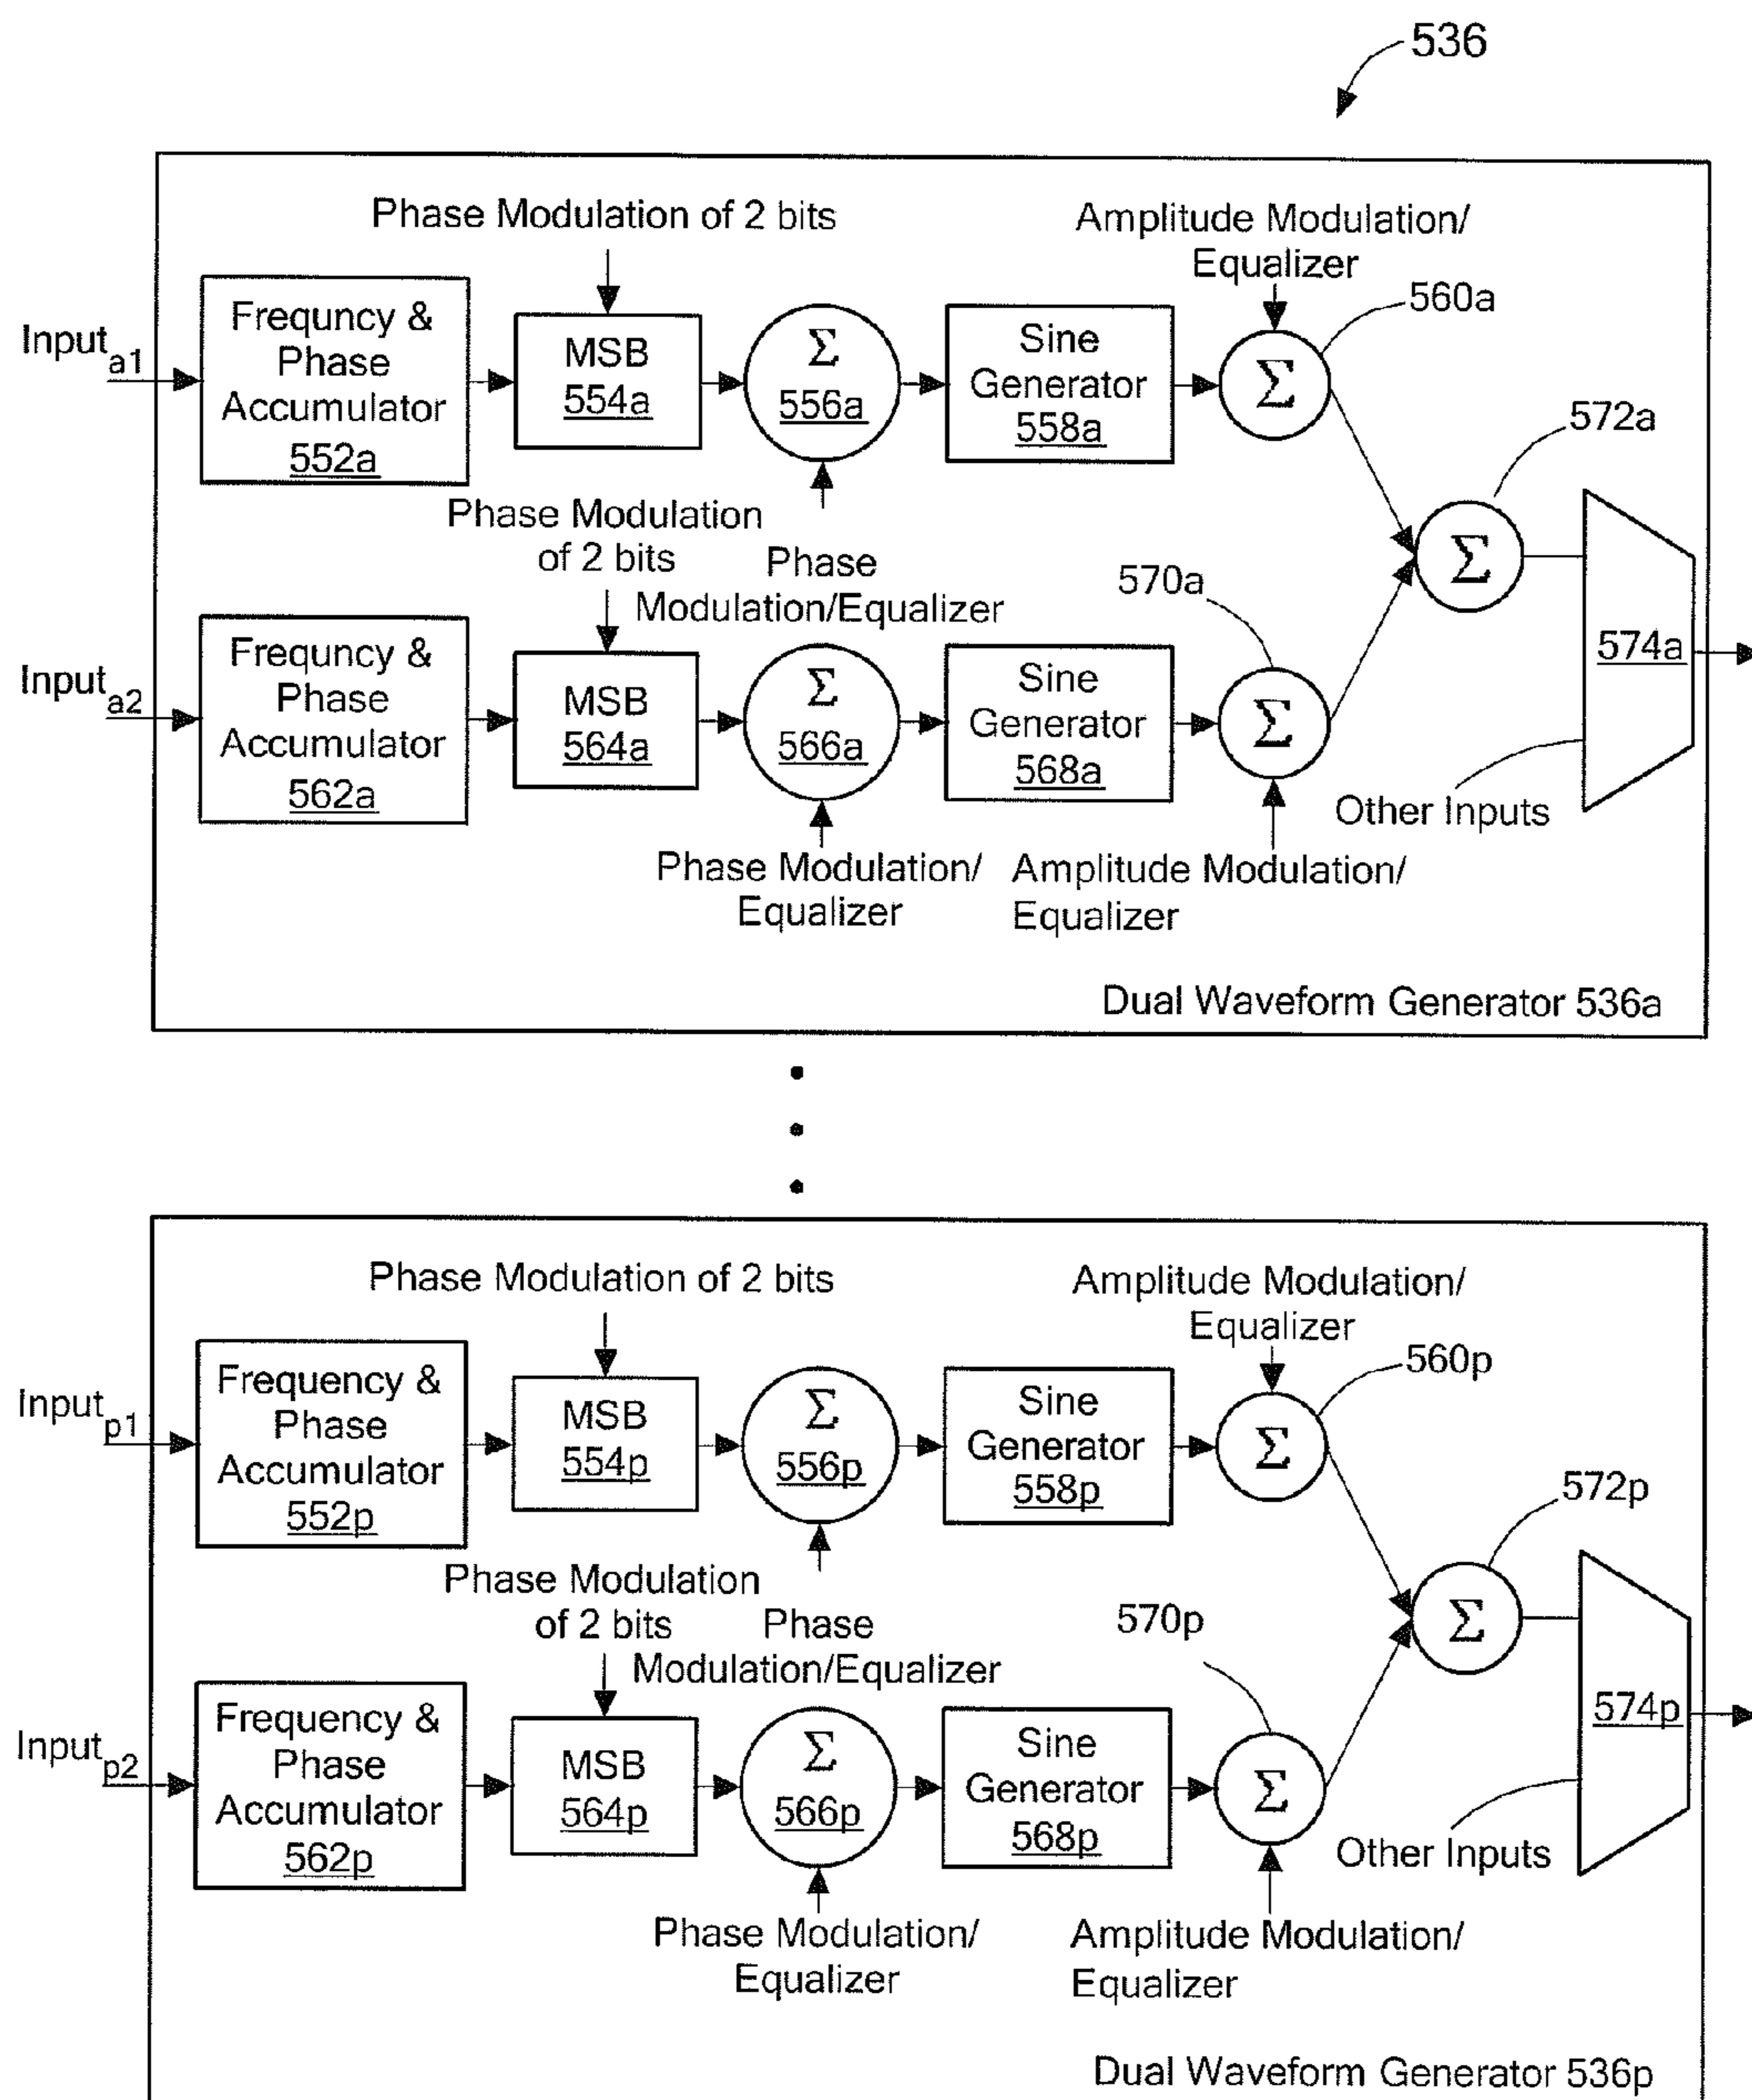 536
Phase Modulation of 2 bits
Amplitude Modulation/
Equalizer
560a
Input a1
Frequncy &
Phase
Accumulator
552a
MSB
554a
Σ
556a
Sine
Generator
558a
Σ
572a
Phase Modulation
of 2 bits
Phase
Modulation/Equalizer
570a
Σ
574a
Input a2
Frequncy &
Phase
Accumulator
562a
MSB
564a
Σ
566a
Sine
Generator
568a
Σ
Other Inputs
Phase Modulation/
Equalizer
Amplitude Modulation/
Equalizer
Dual Waveform Generator 536a
Phase Modulation of 2 bits
Amplitude Modulation/
Equalizer
560p
Input p1
Frequency &
Phase
Accumulator
552p
MSB
554p
Σ
556p
Sine
Generator
558p
Σ
572p
Phase Modulation
of 2 bits
Phase
Modulation/Equalizer
570p
Σ
574p
Input p2
Frequency &
Phase
Accumulator
562p
MSB
564p
Σ
566p
Sine
Generator
568p
Σ
Other Inputs
Phase Modulation/
Equalizer
Amplitude Modulation/
Equalizer
Dual Waveform Generator 536p